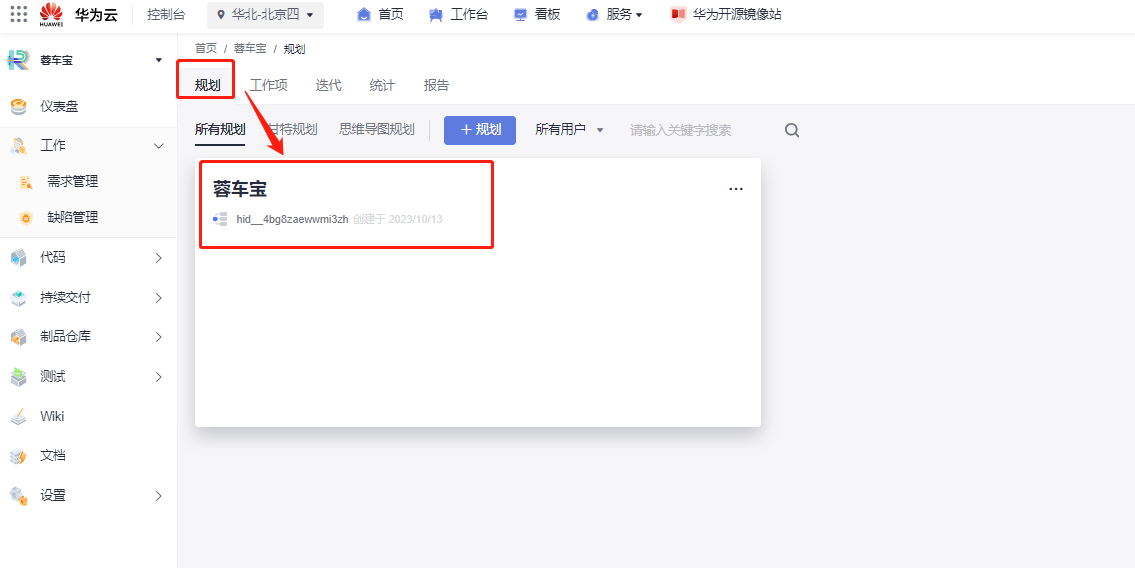 HUAWEI 华为云 控制台 华北-北京四 首页 工作台 看板 服务 华为开源镜像站
蓉车宝
首页 / 蓉车宝 / 规划
规划 工作项 迭代 统计 报告
仪表盘
所有规划 甘特规划 思维导图规划 + 规划 所有用户 请输入关键字搜索
工作
需求管理
缺陷管理
蓉车宝 ...
hid__4bg8zaewwmi3zh 创建于 2023/10/13
代码
持续交付
制品仓库
测试
Wiki
文档
设置